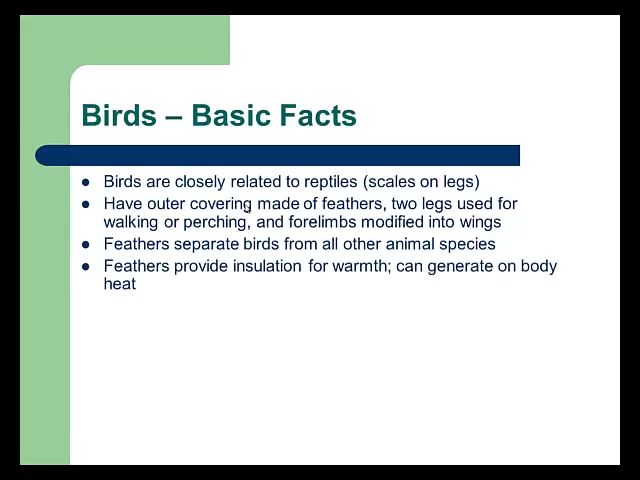 Birds – Basic Facts
Birds are closely related to reptiles (scales on legs)
Have outer covering made of feathers, two legs used for
walking or perching, and forelimbs modified into wings
Feathers separate birds from all other animal species
Feathers provide insulation for warmth; can generate on body
heat